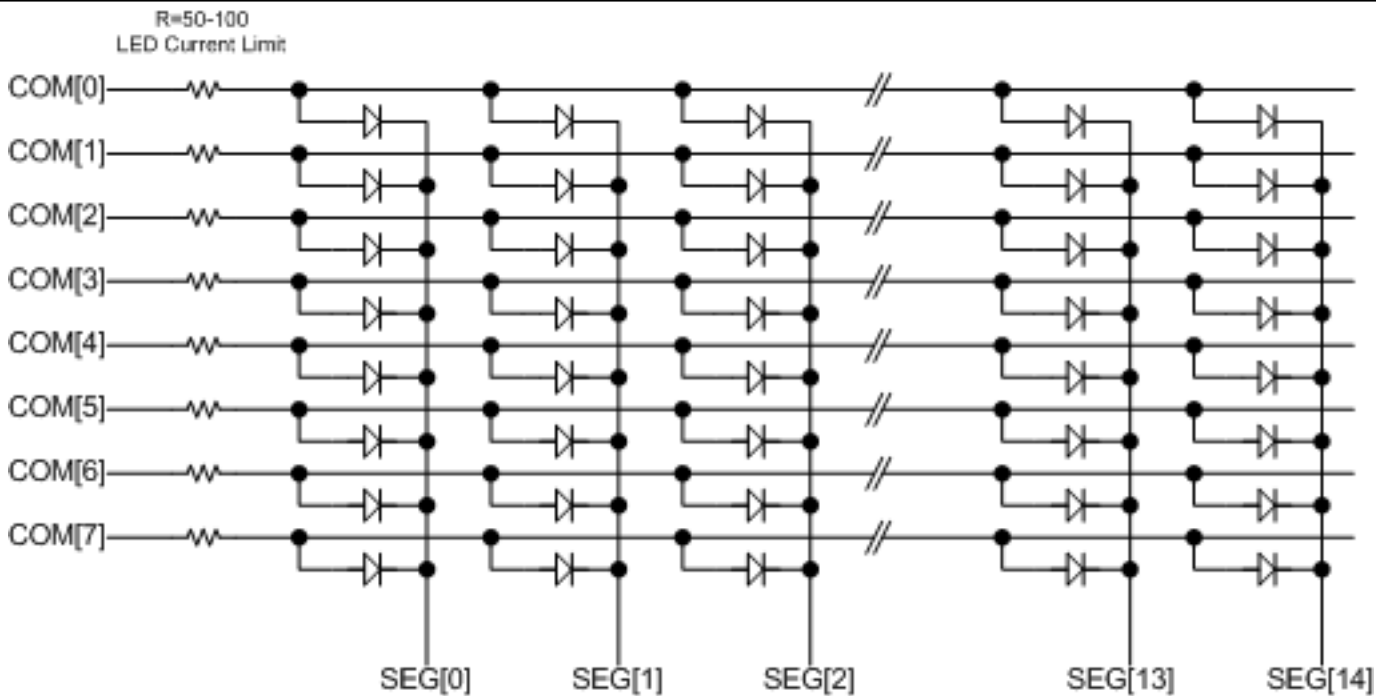 R=50-100
LED Current Limit
COM[0]
COM[1]
COM[2]
COM[3]
COM[4]
COM[5]
COM[6]
COM[7]
SEG[0] SEG[1] SEG[2] SEG[13] SEG[14]